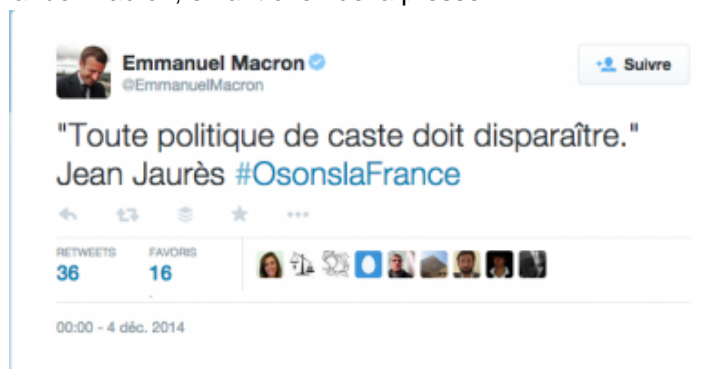 Emmanuel Macron
@EmmanuelMacron
Suivre
"Toute politique de caste doit disparaître."
Jean Jaurès #OsonslaFrance
RETWEETS
FAVORIS
36
16
00:00 - 4 déc. 2014